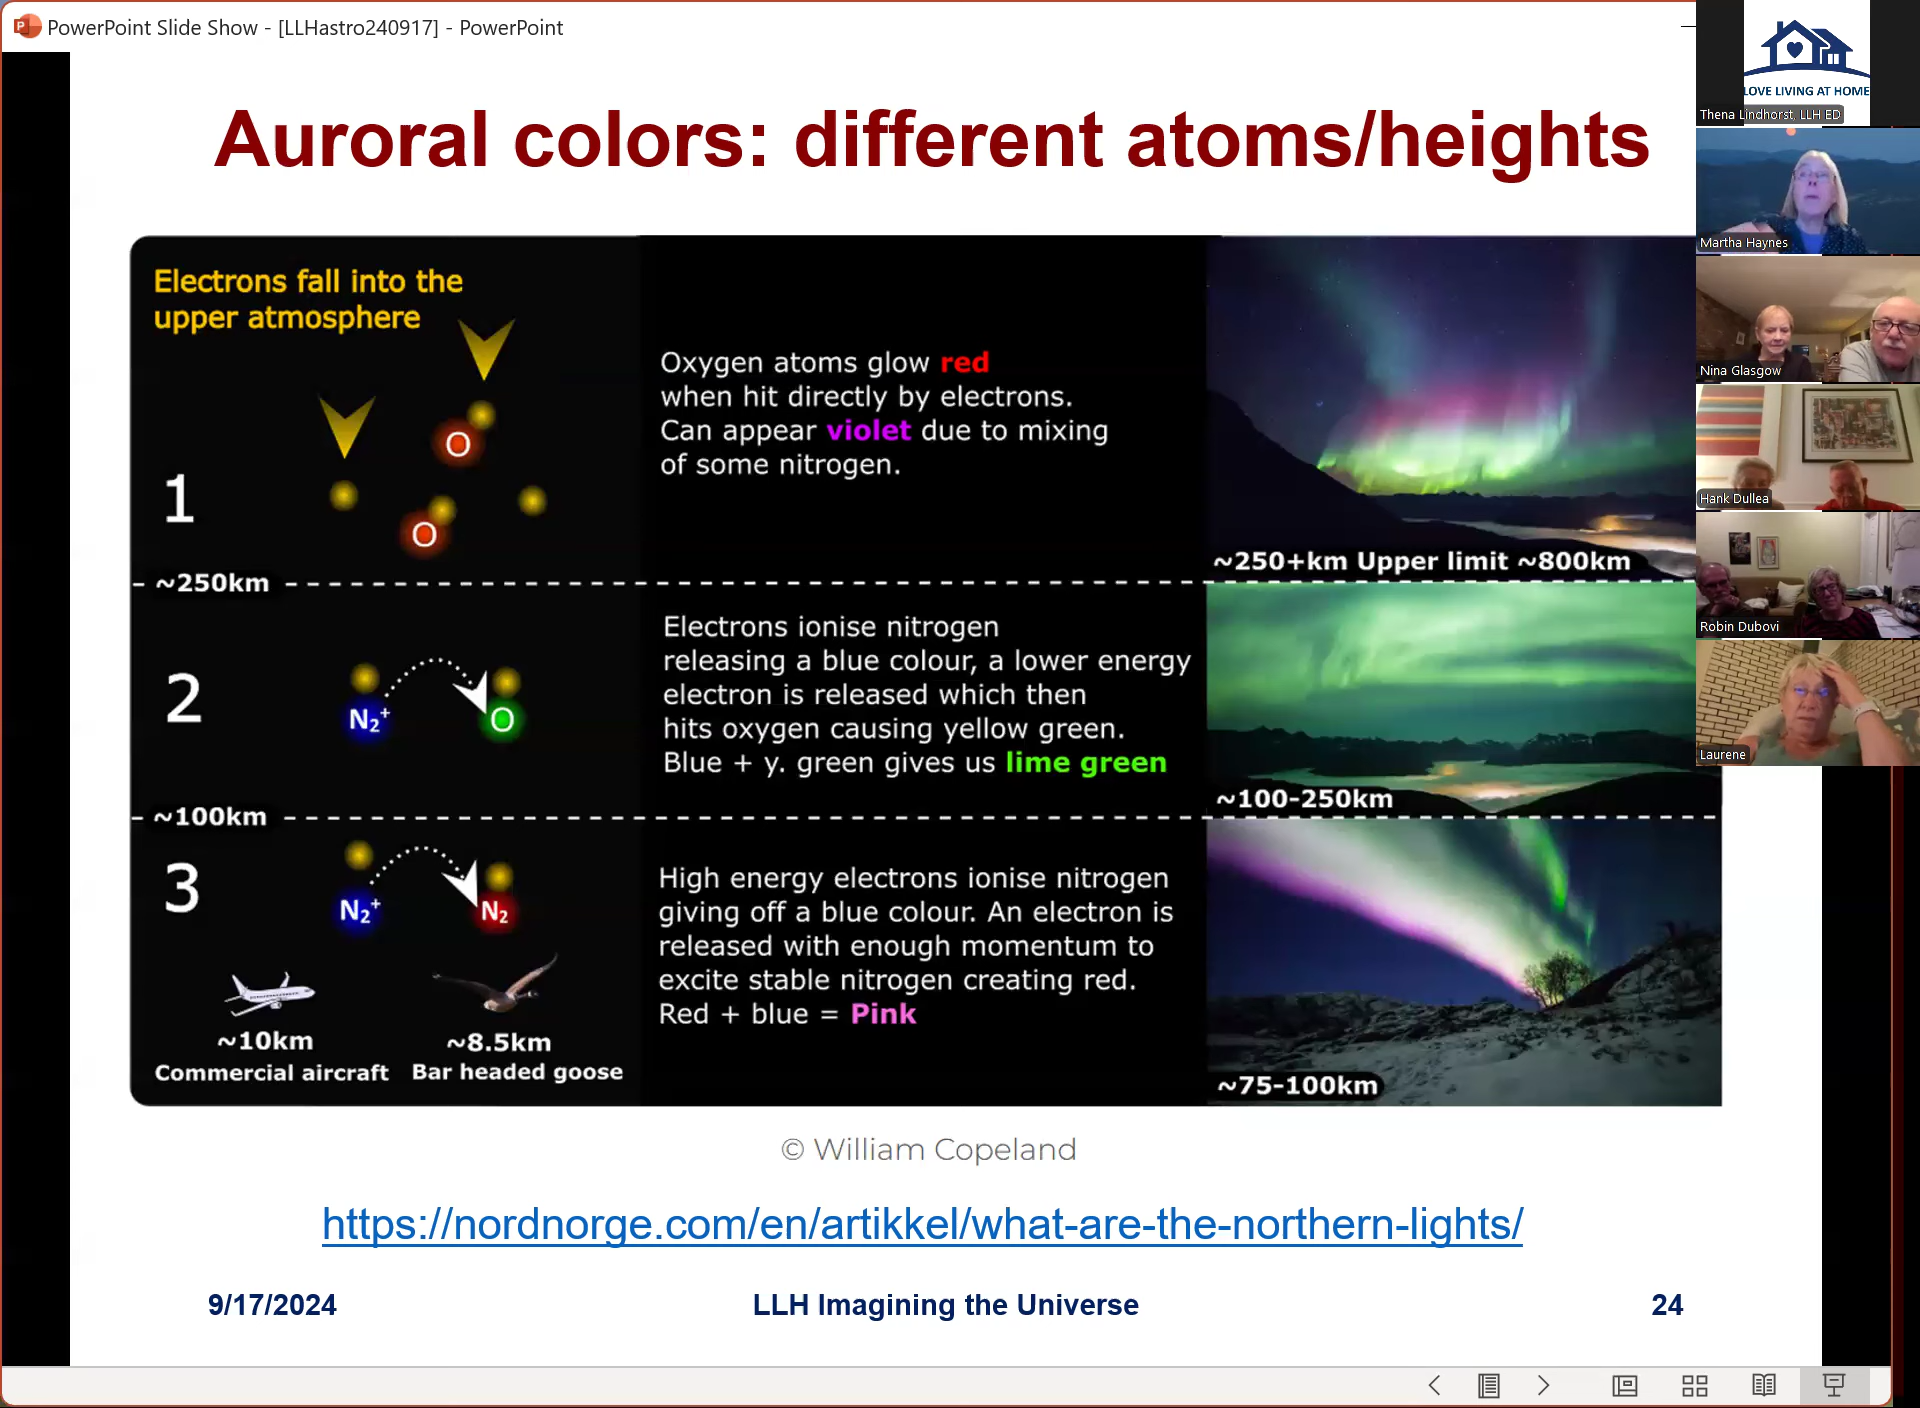 PowerPoint Slide Show - [LLHastro240917] - PowerPoint
LOVE LIVING AT HOME
Thena Lindhorst, LLH ED
Martha Haynes
Nina Glasgow
Hank Dullea
Robin Dubovi
Laurene
Auroral colors: different atoms/heights
Electrons fall into the
upper atmosphere
1
O
O
Oxygen atoms glow red
when hit directly by electrons.
Can appear violet due to mixing
of some nitrogen.
~250+km Upper limit ~800km
~250km
2
N₂⁺
O
Electrons ionise nitrogen
releasing a blue colour, a lower energy
electron is released which then
hits oxygen causing yellow green.
Blue + y. green gives us lime green
~100-250km
~100km
3
N₂⁺
N₂
~10km
Commercial aircraft
~8.5km
Bar headed goose
High energy electrons ionise nitrogen
giving off a blue colour. An electron is
released with enough momentum to
excite stable nitrogen creating red.
Red + blue = Pink
~75-100km
© William Copeland
https://nordnorge.com/en/artikkel/what-are-the-northern-lights/
9/17/2024
LLH Imagining the Universe
24